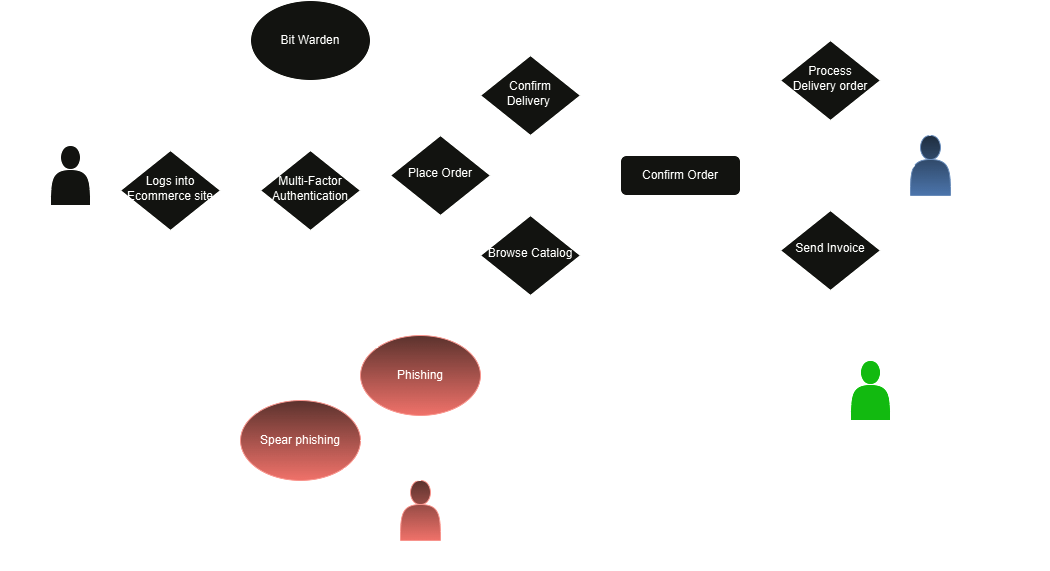 Bit Warden
Confirm
Delivery
Process
Delivery order
Logs into
Ecommerce site
Multi-Factor
Authentication
Place Order
Confirm Order
Browse Catalog
Send Invoice
Phishing
Spear phishing